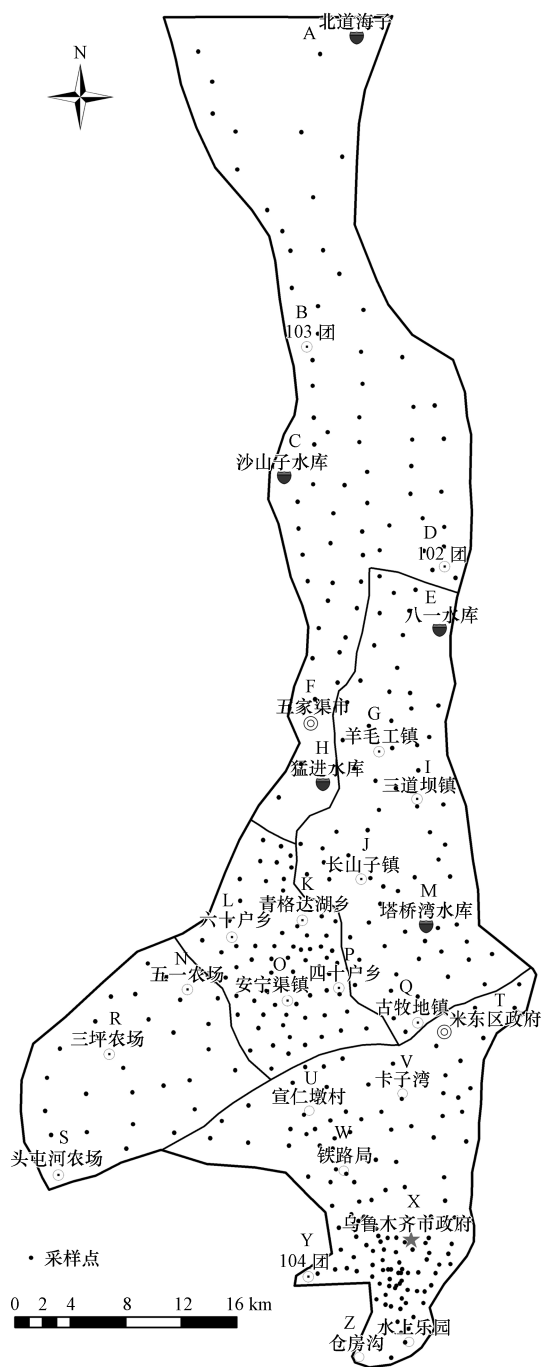 北道海子
A
N
B
103 团
C
沙山子水库
D
102 团
E
八一水库
F
五家渠市
G
羊毛工镇
H
猛进水库
I
三道坝镇
J
长山子镇
K
青格达湖乡
L
六十户乡
M
塔桥湾水库
N
五一农场
O
安宁渠镇
P
四十户乡
Q
古牧地镇
T
米东区政府
R
三坪农场
V
卡子湾
U
宣仁墩村
S
头屯河农场
W
铁路局
X
乌鲁木齐市政府
Y
104 团
采样点
0 2 4 8 12 16 km
Z
水上乐园
仓房沟